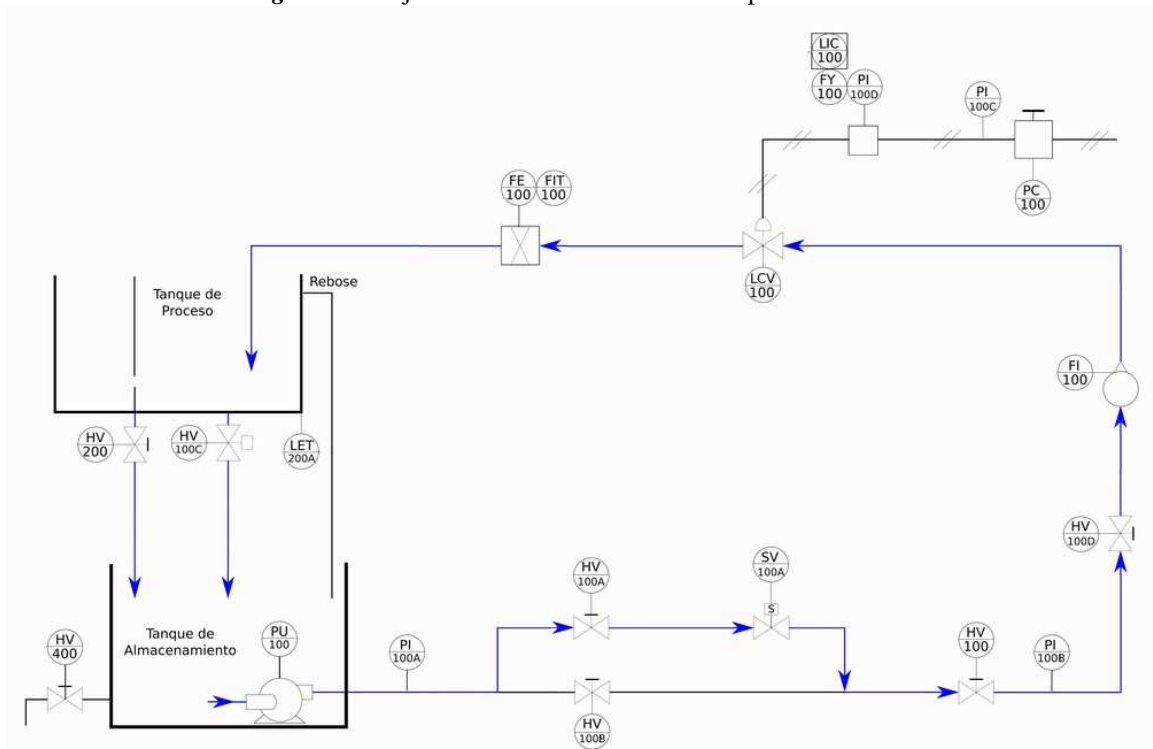 LIC
100
FY
100
PI
100D
PI
100C
PC
100
FE
100
FIT
100
LCV
100
Rebose
Tanque de
Proceso
FI
100
HV
200
HV
100C
LET
200A
HV
100D
HV
100A
SV
100A
S
HV
400
Tanque de
Almacenamiento
PU
100
PI
100A
HV
100
PI
100B
HV
100B